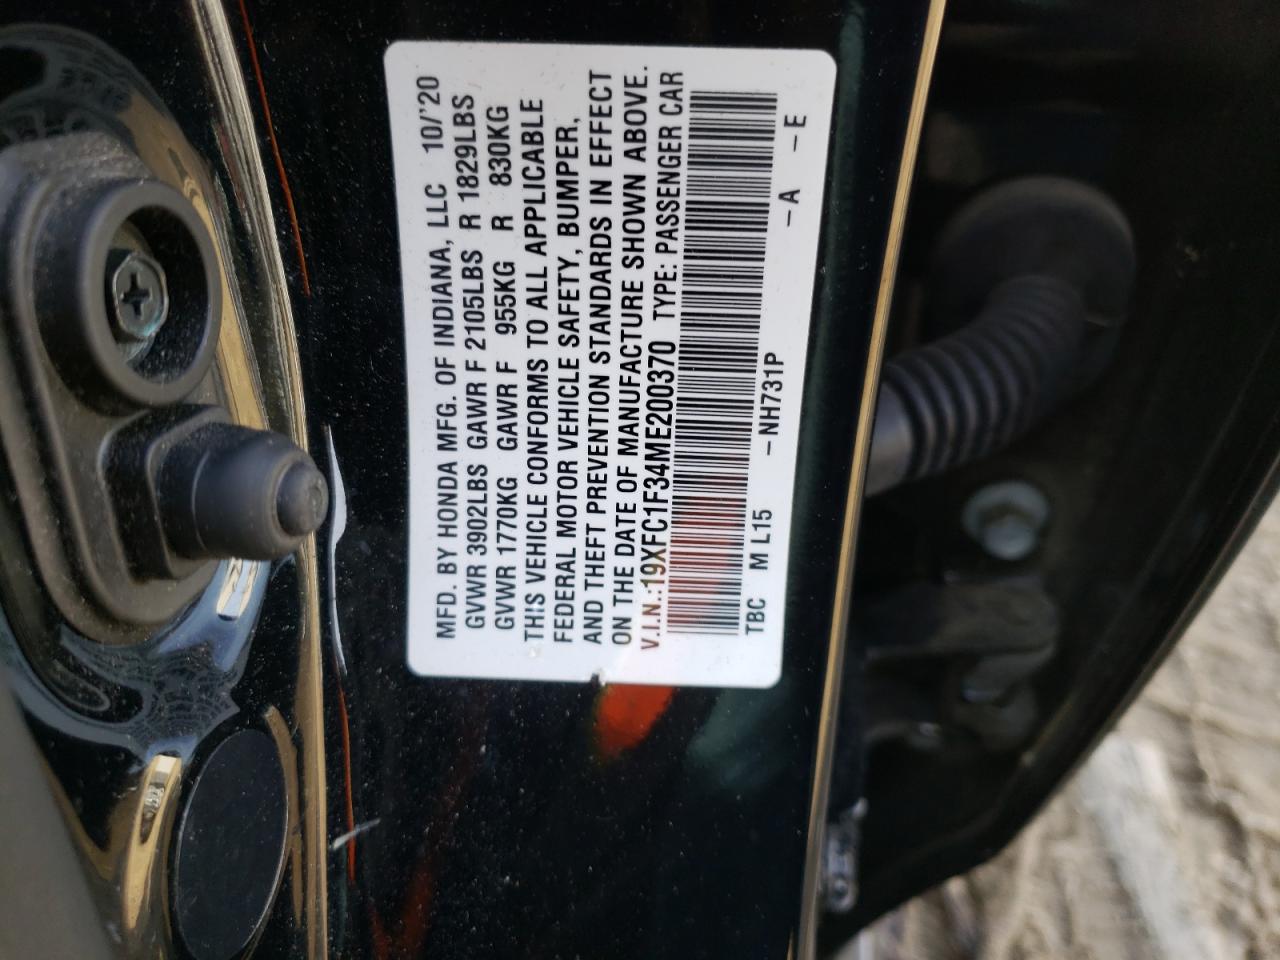 MFD. BY HONDA MFG. OF INDIANA, LLC 10/'20
GVWR 3902LBS GAWR F 2105LBS R 1829LBS
GVWR 1770KG GAWR F 955KG R 830KG
THIS VEHICLE CONFORMS TO ALL APPLICABLE
FEDERAL MOTOR VEHICLE SAFETY, BUMPER,
AND THEFT PREVENTION STANDARDS IN EFFECT
ON THE DATE OF MANUFACTURE SHOWN ABOVE.
V.I.N.:19XFC1F34ME200370 TYPE: PASSENGER CAR
TBC M L15 -NH731P -A -E